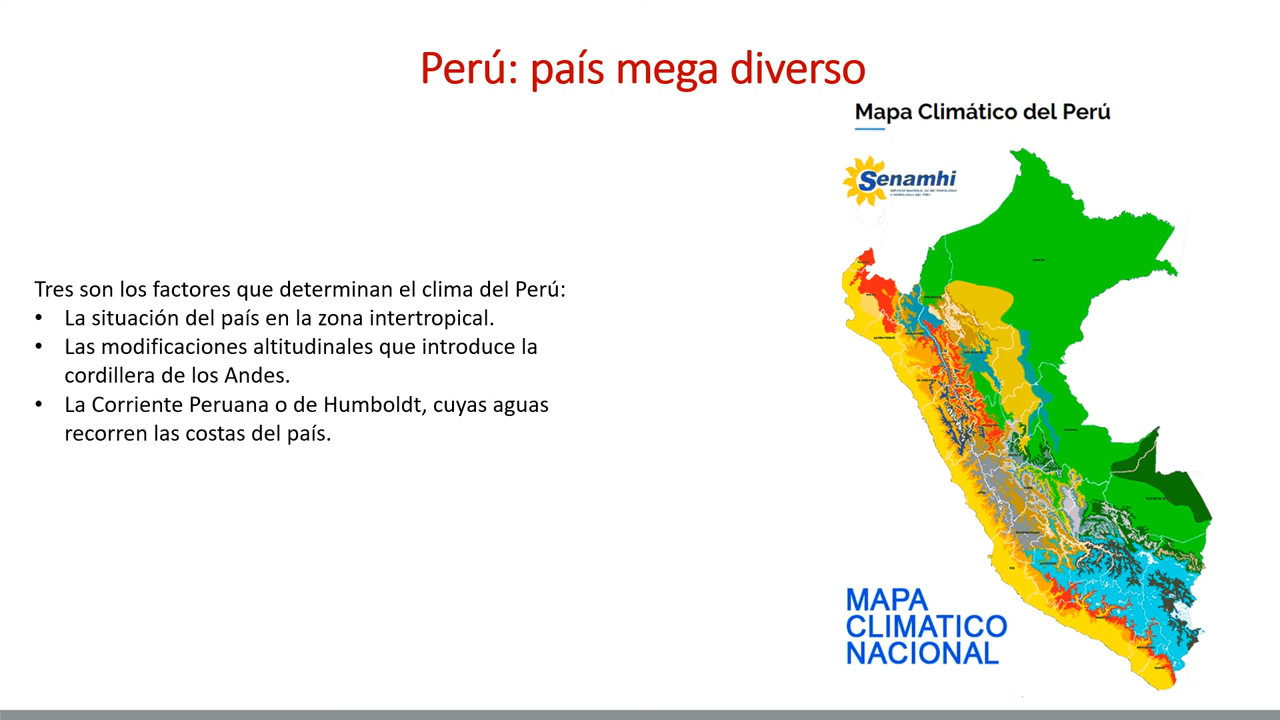 Perú: país mega diverso
Mapa Climático del Perú
Senamhi
Tres son los factores que determinan el clima del Perú:
• La situación del país en la zona intertropical.
• Las modificaciones altitudinales que introduce la
cordillera de los Andes.
• La Corriente Peruana o de Humboldt, cuyas aguas
recorren las costas del país.
MAPA
CLIMATICO
NACIONAL